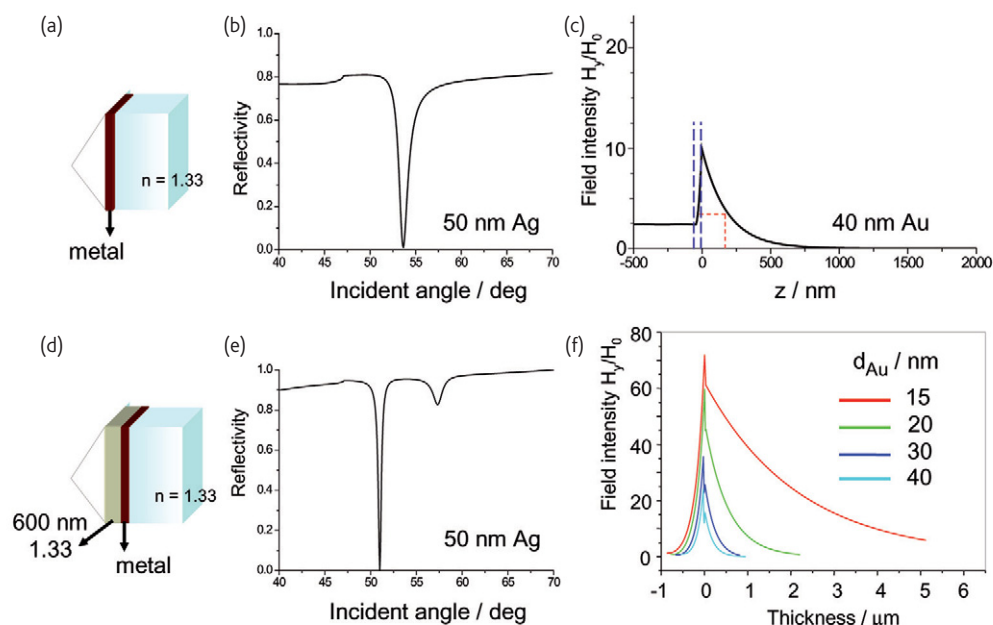 (a)
n = 1.33
metal
(b)
Reflectivity
1.0
0.8
0.6
0.4
0.2
0.0
50 nm Ag
40 45 50 55 60 65 70
Incident angle / deg
(c)
Field intensity Hy/H0
20
10
0
40 nm Au
-500 0 500 1000 1500 2000
z / nm
(d)
n = 1.33
600 nm
1.33
metal
(e)
Reflectivity
1.0
0.8
0.6
0.4
0.2
0.0
50 nm Ag
40 45 50 55 60 65 70
Incident angle / deg
(f)
Field intensity Hy/H0
80
60
40
20
0
dAu / nm
15
20
30
40
-1 0 1 2 3 4 5 6
Thickness / μm